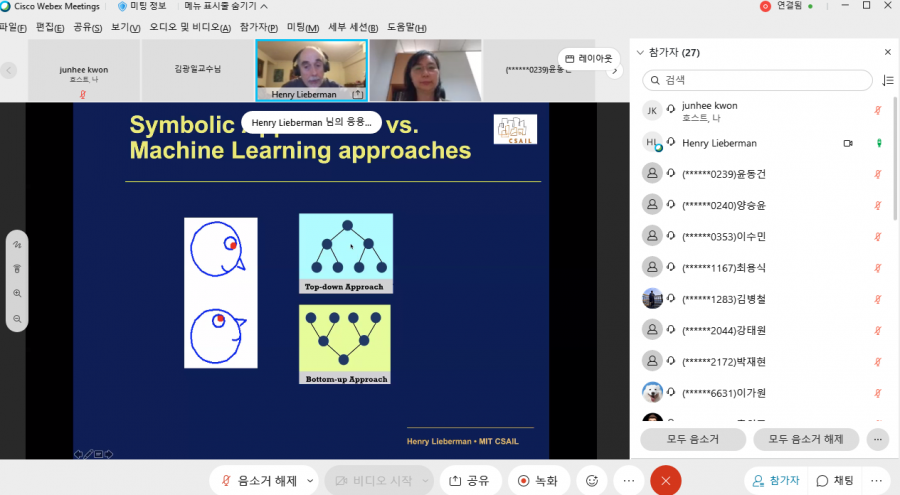 Cisco Webex Meetings
미팅 정보
메뉴 표시줄 숨기기
연결됨
파일(F) 편집(E) 공유(S) 보기(V) 오디오 및 비디오(A) 참가자(P) 미팅(M) 세부 세션(B) 도움말(H)
junhee kwon
호스트, 나
김광일교수님
Henry Lieberman
(******0239)윤동건
레이아웃
Henry Lieberman 님의 응용...
Symbolic vs.
Machine Learning approaches
CSAIL
Top-down Approach
Bottom-up Approach
Henry Lieberman • MIT CSAIL
참가자 (27)
검색
JK junhee kwon
호스트, 나
HL Henry Lieberman
(******0239)윤동건
(******0240)양승윤
(******0353)이수민
(******1167)최용식
(******1283)김병철
(******2044)강태원
(******2172)박재현
(******6631)이가원
모두 음소거
모두 음소거 해제
음소거 해제
비디오 시작
공유
녹화
참가자
채팅